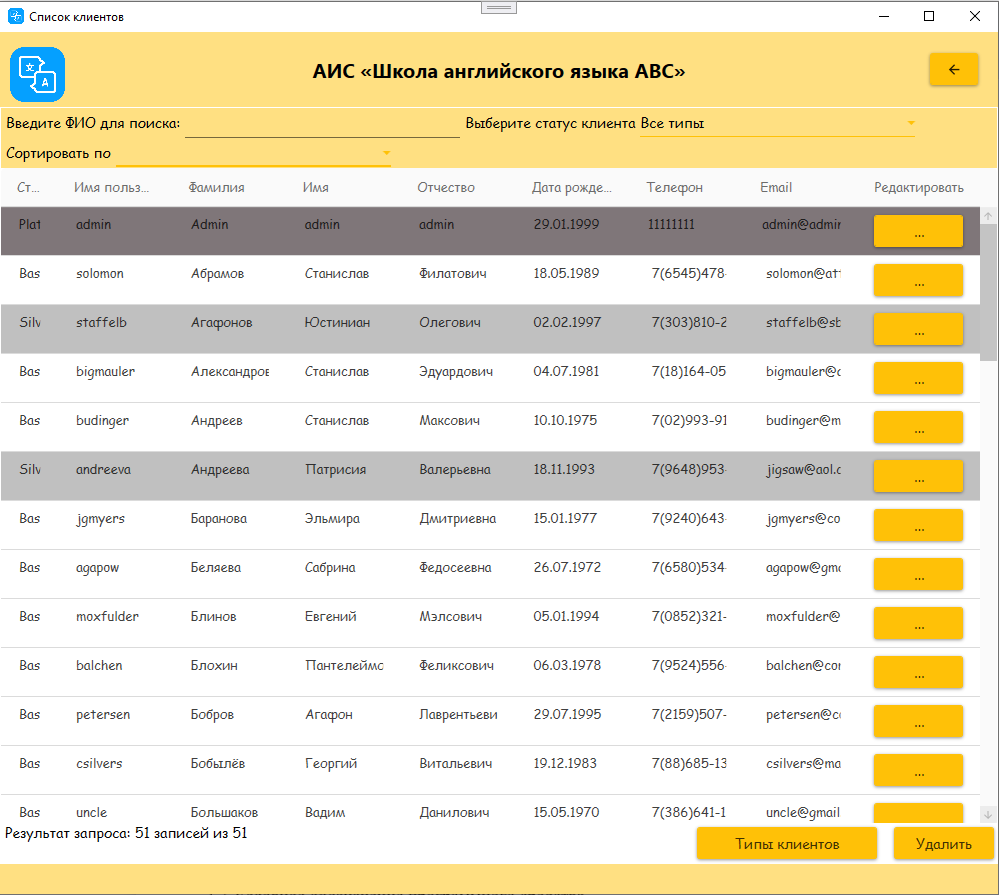 Список клиентов
АИС «Школа английского языка АВС»
Введите ФИО для поиска: Выберите статус клиента Все типы
Сортировать по
Ст... Имя польз... Фамилия Имя Отчество Дата рожде... Телефон Email Редактировать
Plat admin Admin admin admin 29.01.1999 11111111 admin@admin ...
Bas solomon Абрамов Станислав Филатович 18.05.1989 7(6545)478- solomon@att ...
Silv staffelb Агафонов Юстиниан Олегович 02.02.1997 7(303)810-2 staffelb@sb ...
Bas bigmauler Александров Станислав Эдуардович 04.07.1981 7(18)164-05 bigmauler@c ...
Bas budinger Андреев Станислав Максович 10.10.1975 7(02)993-91 budinger@m ...
Silv andreeva Андреева Патрисия Валерьевна 18.11.1993 7(9648)953- jigsaw@aol.c ...
Bas jgmyers Баранова Эльмира Дмитриевна 15.01.1977 7(9240)643- jgmyers@co ...
Bas agapow Беляева Сабрина Федосеевна 26.07.1972 7(6580)534- agapow@gma ...
Bas moxfulder Блинов Евгений Мэлсович 05.01.1994 7(0852)321- moxfulder@ ...
Bas balchen Блохин Пантелеймо Феликсович 06.03.1978 7(9524)556- balchen@cor ...
Bas petersen Бобров Агафон Лаврентьеви 29.07.1995 7(2159)507- petersen@c ...
Bas csilvers Бобылёв Георгий Витальевич 19.12.1983 7(88)685-13 csilvers@ma ...
Bas uncle Большаков Вадим Данилович 15.05.1970 7(386)641-1 uncle@gmail
Результат запроса: 51 записей из 51
Типы клиентов Удалить